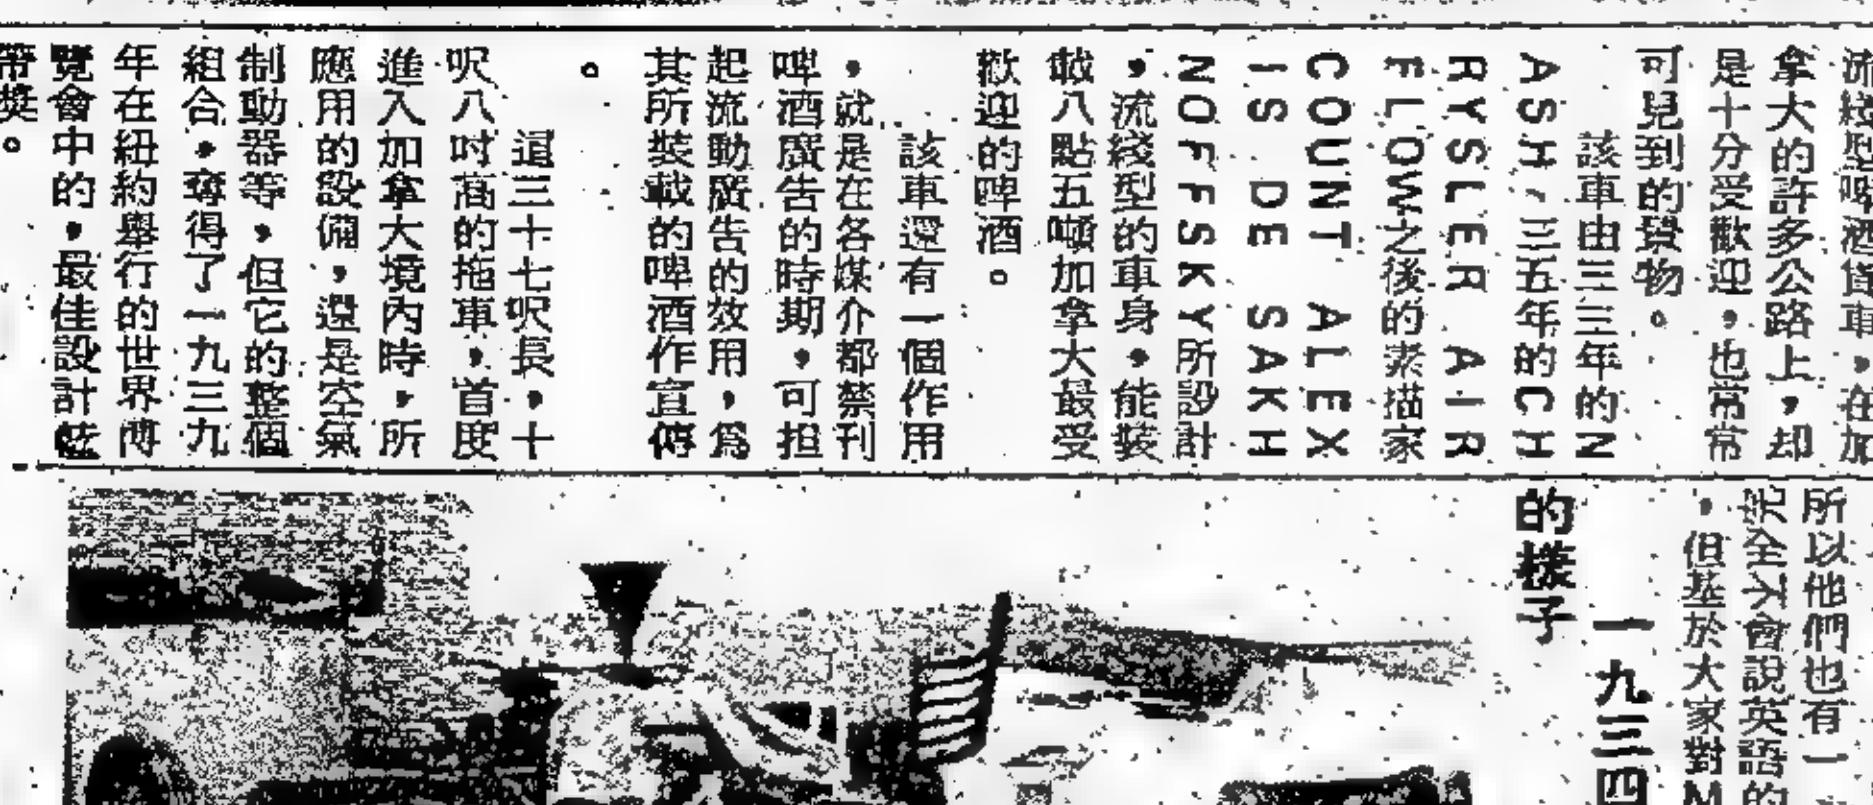 流綫型啤酒貨車，在加
拿大的許多公路上，却
是十分受歡迎，也常常
可見到的景物。
該車由三三年的N
ASH，三五年的CH
RYSLER AIR
FLOW之後的素描家
COUNT ALEX
IS DE SAKH
NOFFSKY所設計
，流綫型的車身，能裝
載八點五噸加拿大最受
歡迎的啤酒。
該車還有一個作用
，就是在各媒介都禁刊
啤酒廣告的時期，可担
起流動廣告的效用，爲
其所裝載的啤酒作宣傳
。
這三十七呎長，十
呎八吋高的拖車，首度
進入加拿大境內時，所
應用的設備，還是空氣
制動器等，但它的整個
組合，奪得了一九三九
年在紐約舉行的世界博
覽會中的，最佳設計
帶獎。
所以他們也有一
完全不會說英語的
，但基於大家對M
一九三四
的樣子